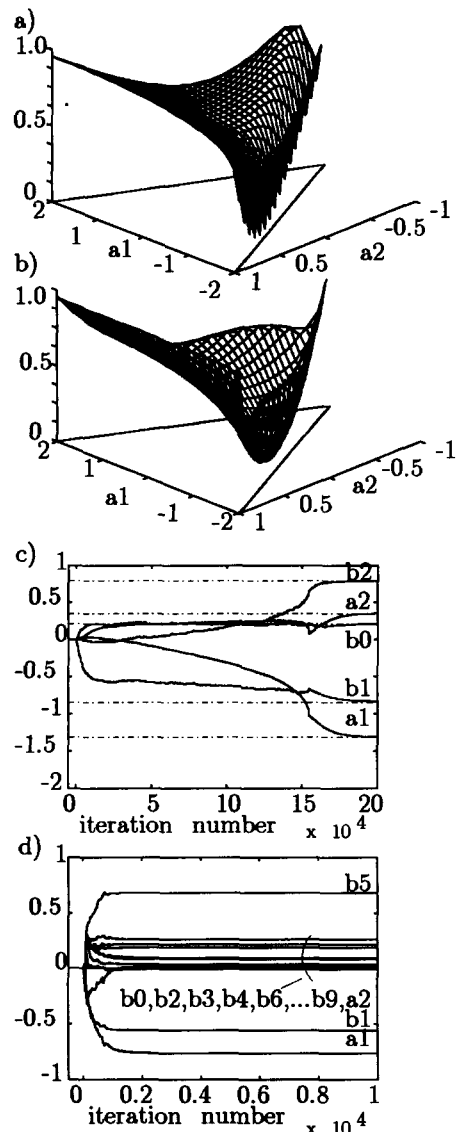 a)
1.0
0.5
0
2
1
a1
-1
-2
1
0.5
a2
-0.5
-1
b)
1.0
0.5
0
2
1
a1
-1
-2
1
0.5
a2
-0.5
-1
c)
1
0.5
0
-0.5
-1
-1.5
-2
b2
a2
b0
b1
a1
0 5 10 15 20
iteration number x 10 4
d)
1
0.5
0
-0.5
-1
b5
b0,b2,b3,b4,b6,...b9,a2
b1
a1
0 0.2 0.4 0.6 0.8 1
iteration number x 10 4